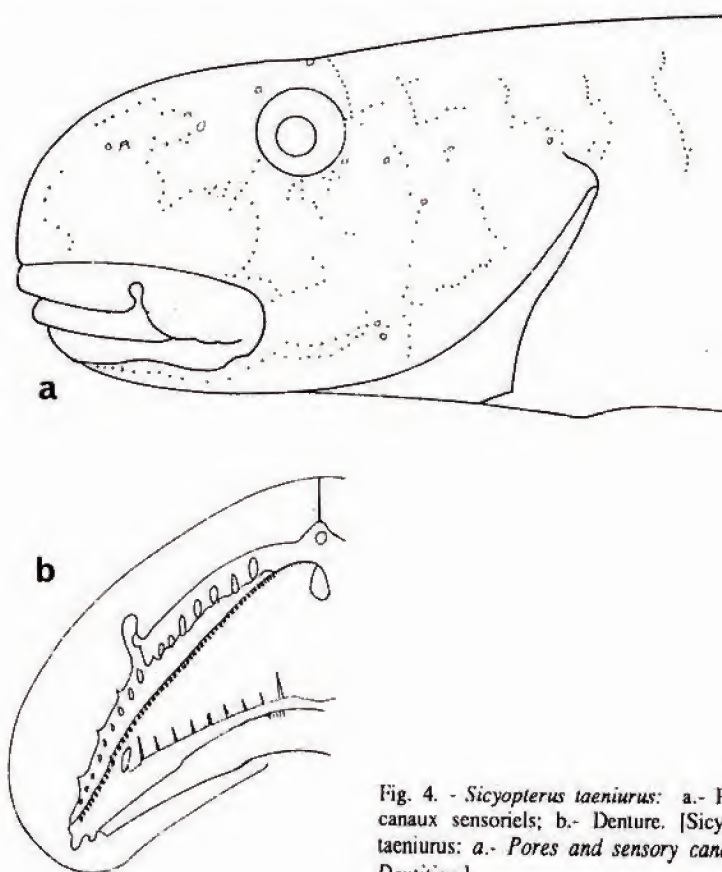 a
b
Fig. 4. - Sicyopterus taeniurus: a.- P
canaux sensoriels; b.- Denture. [Sicy
taeniurus: a.- Pores and sensory can